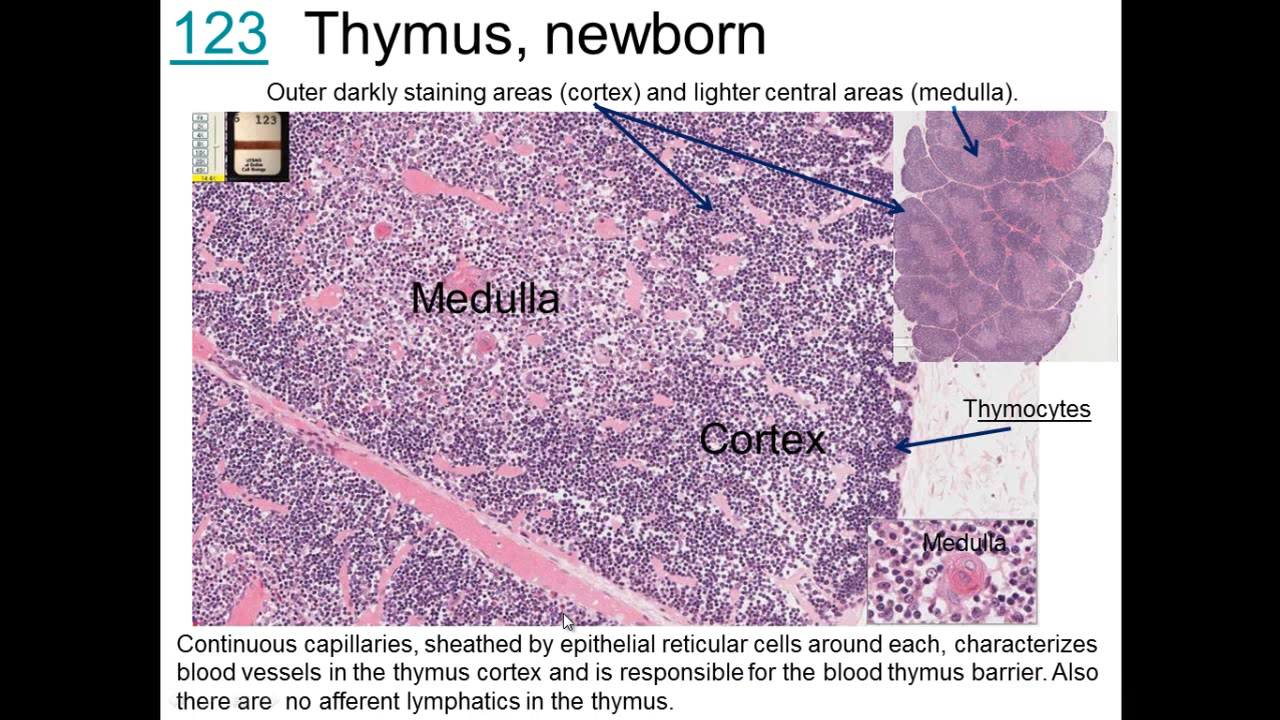 123 Thymus, newborn
Outer darkly staining areas (cortex) and lighter central areas (medulla).
123
Medulla
Thymocytes
Cortex
Medulla
Continuous capillaries, sheathed by epithelial reticular cells around each, characterizes
blood vessels in the thymus cortex and is responsible for the blood thymus barrier. Also
there are no afferent lymphatics in the thymus.